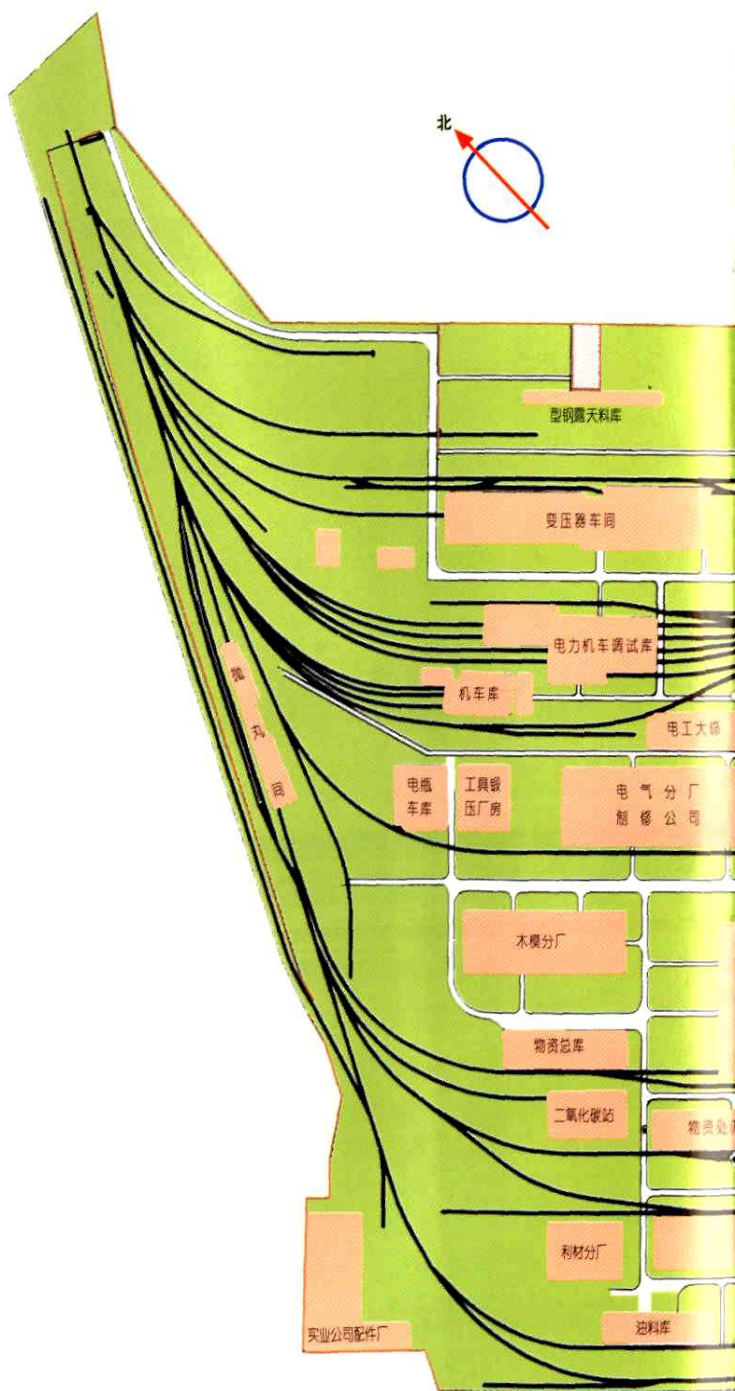 北
型钢露天料库
变压器车间
电力机车调试库
机车库
抛丸间
电工大修
电瓶
车库
工具锻
压厂房
电气分厂
制修公司
木模分厂
物资总库
二氧化碳站
物资处
利材分厂
油料库
实业公司配件厂